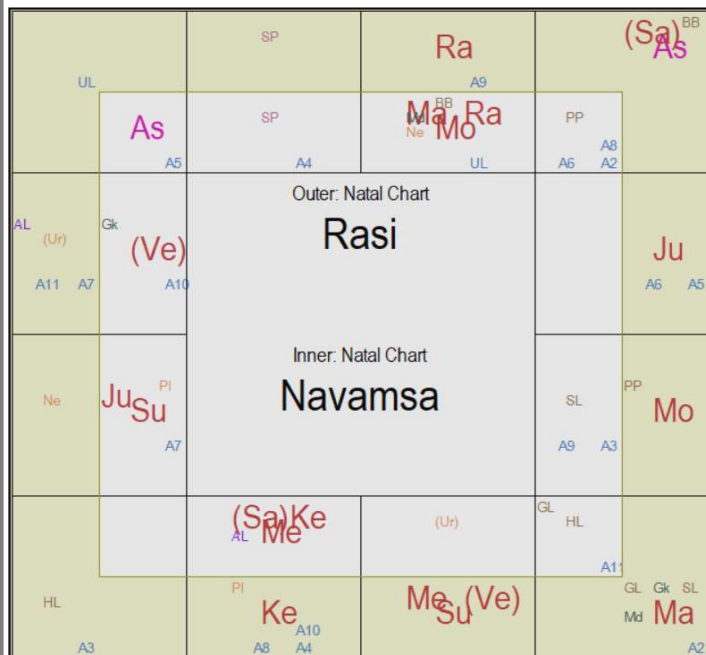 SP Ra (Sa) BB As
UL A9
As SP Ma BB Ra PP
Md Mo
Ne A8
A5 A4 UL A6 A2
Outer: Natal Chart
AL (Ur) Gk (Ve) Rasi Ju
A11 A7 A10 A6 A5
Inner: Natal Chart
Ne Ju Su Pl Navamsa SL PP Mo
A7 A9 A3
(Sa) Ke (Ur) GL HL
AL Me
A11
HL Pl Ke Me Su (Ve) GL Gk SL
Md Ma
A10
A3 A8 A4 A2